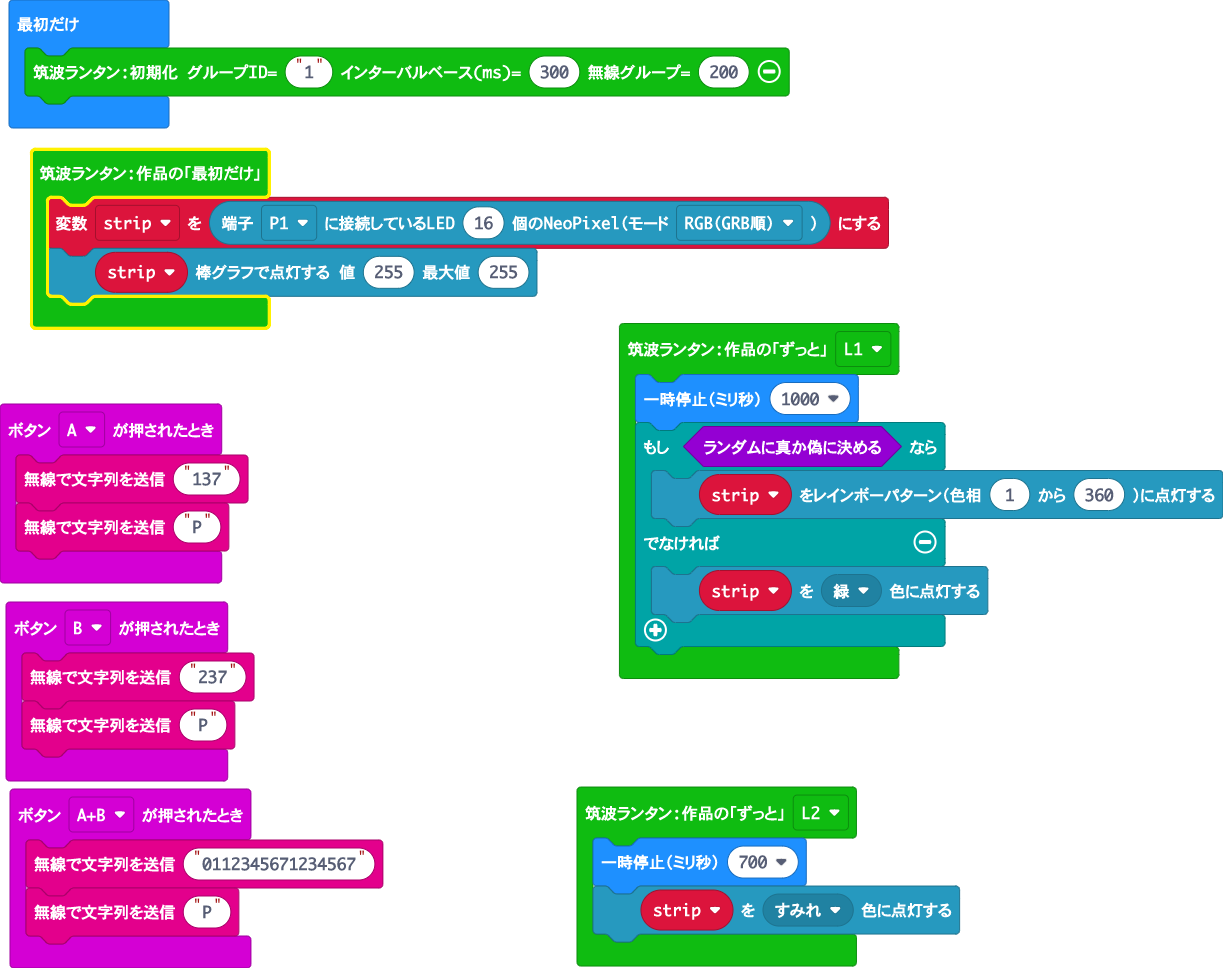 最初だけ
筑波ランタン:初期化 グループID= "1" インターバルベース(ms)= 300 無線グループ= 200
筑波ランタン:作品の「最初だけ」
変数 strip を 端子 P1 に接続しているLED 16 個のNeoPixel(モード RGB(GRB順) ) にする
strip 棒グラフで点灯する 値 255 最大値 255
筑波ランタン:作品の「ずっと」 L1
一時停止(ミリ秒) 1000
もし ランダムに真か偽に決める なら
strip をレインボーパターン(色相 1 から 360 )に点灯する
でなければ
strip を 緑 色に点灯する
ボタン A が押されたとき
無線で文字列を送信 "137"
無線で文字列を送信 "P"
ボタン B が押されたとき
無線で文字列を送信 "237"
無線で文字列を送信 "P"
ボタン A+B が押されたとき
無線で文字列を送信 "0112345671234567"
無線で文字列を送信 "P"
筑波ランタン:作品の「ずっと」 L2
一時停止(ミリ秒) 700
strip を すみれ 色に点灯する